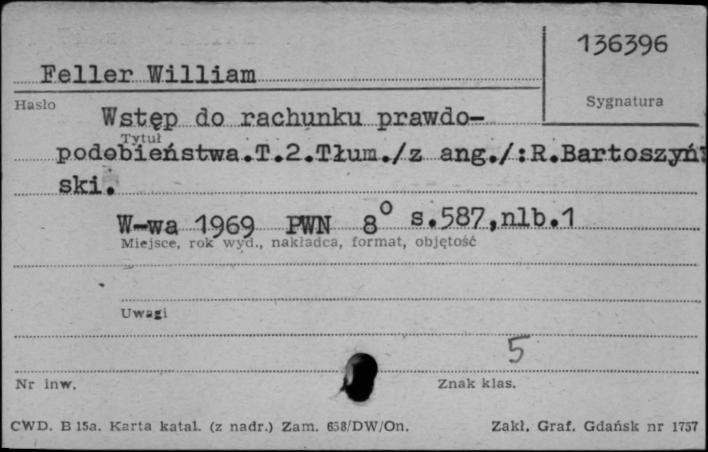 136396
Feller William
Hasło
Sygnatura
Wstęp do rachunku prawdo-
Tytuł
podobieństwa.T.2.Tłum./z ang./:R.Bartoszyń
ski.
W-wa 1969 PWN 8° s.587,nlb.1
Miejsce, rok wyd., nakładca, format, objętość
Uwagi
5
Nr inw.
Znak klas.
CWD. B 15a. Karta katal. (z nadr.) Zam. 658/DW/On.
Zakł. Graf. Gdańsk nr 1757